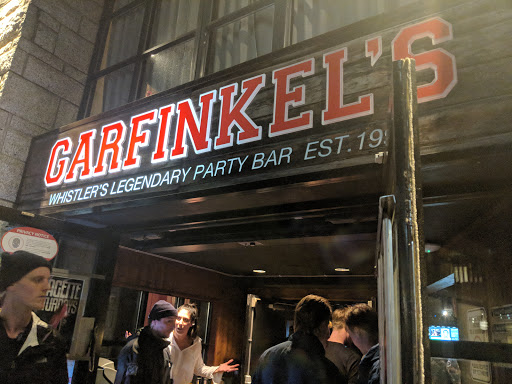 GARFINKEL'S
WHISTLER'S LEGENDARY PARTY BAR EST. 19